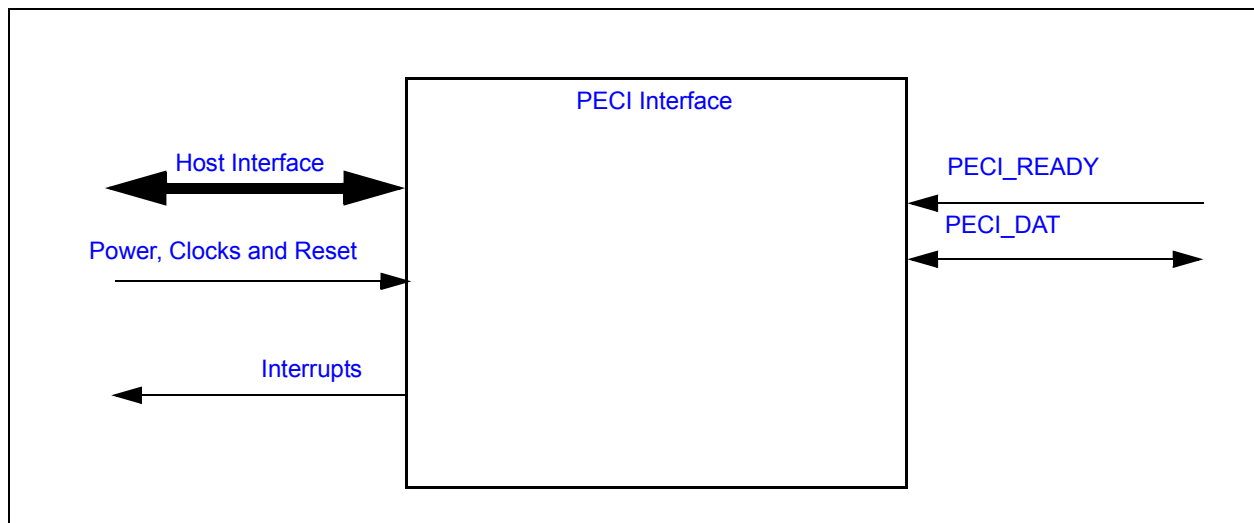 PECI Interface
Host Interface
Power, Clocks and Reset
Interrupts
PECI_READY
PECI_DAT